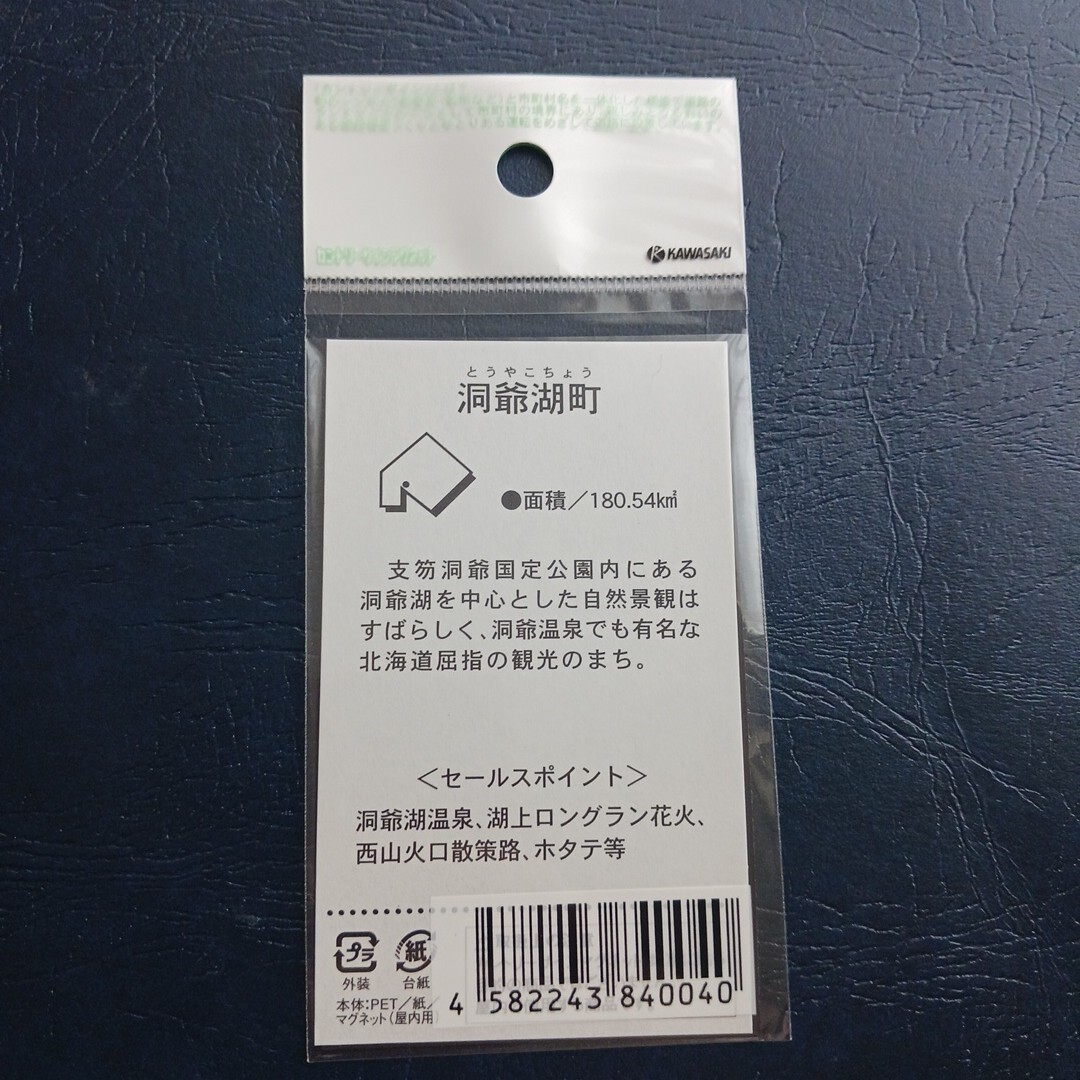 KAWASAKI
とうやこちょう
洞爺湖町
●面積／180.54㎢
支笏洞爺国定公園内にある
洞爺湖を中心とした自然景観は
すばらしく、洞爺温泉でも有名な
北海道屈指の観光のまち。
＜セールスポイント＞
洞爺湖温泉、湖上ロングラン花火、
西山火口散策路、ホタテ等
プラ 紙
外装 台紙
本体：PET／紙／
マグネット（屋内用）
4 582243 840040